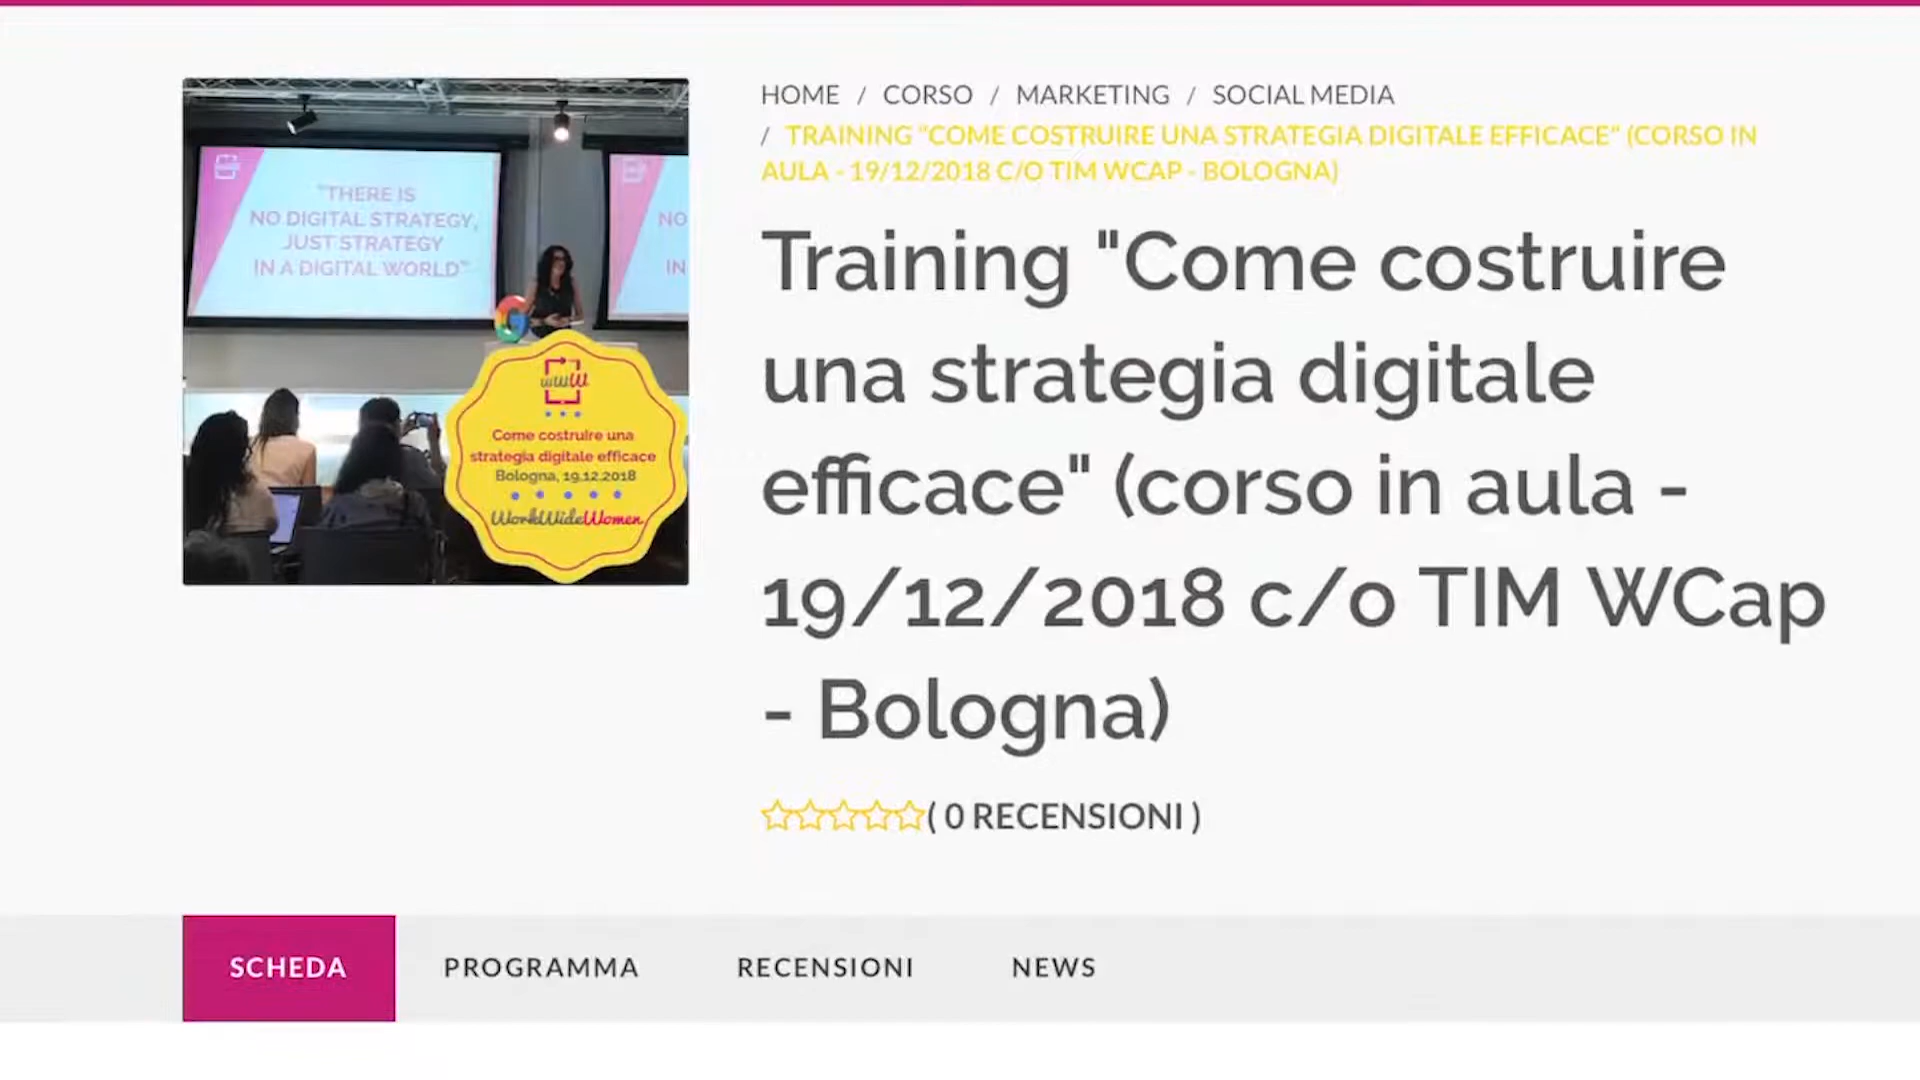 HOME / CORSO / MARKETING / SOCIAL MEDIA
/ TRAINING "COME COSTRUIRE UNA STRATEGIA DIGITALE EFFICACE" (CORSO IN
AULA - 19/12/2018 C/O TIM WCAP - BOLOGNA)
"THERE IS
NO DIGITAL STRATEGY,
JUST STRATEGY
IN A DIGITAL WORLD"
NO
IN
G
wWW
Come costruire una
strategia digitale efficace
Bologna, 19.12.2018
WorkWideWomen
Training "Come costruire
una strategia digitale
efficace" (corso in aula -
19/12/2018 c/o TIM WCap
- Bologna)
( 0 RECENSIONI )
SCHEDA
PROGRAMMA
RECENSIONI
NEWS